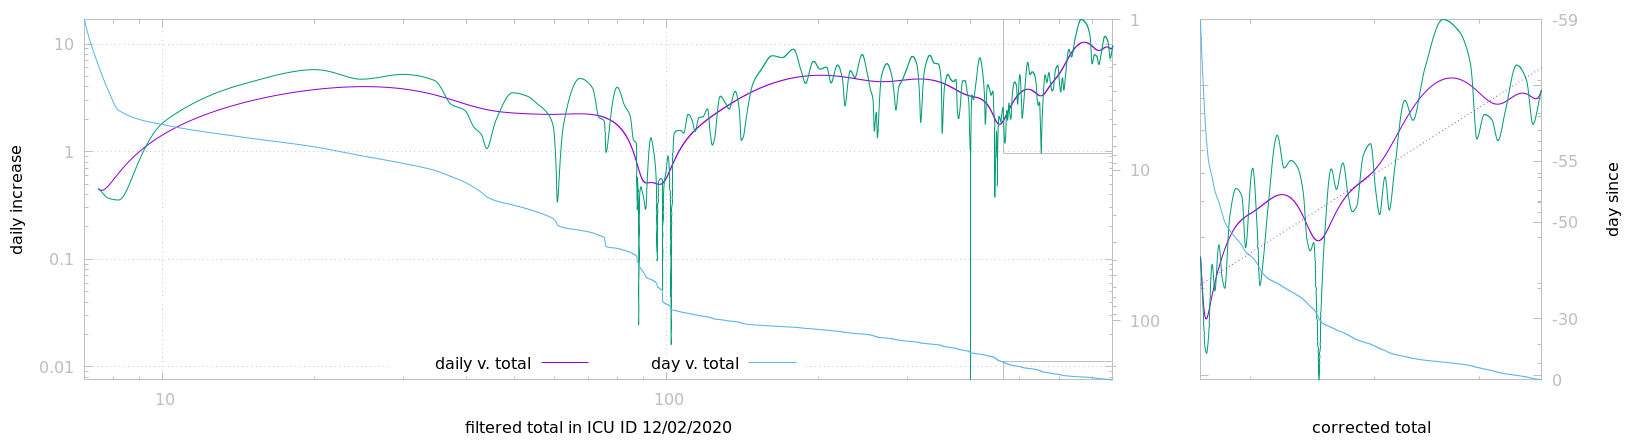 daily increase
10
1
0.1
0.01
10
100
filtered total in ICU ID 12/02/2020
daily v. total
day v. total
1
10
100
-59
-55
-50
-30
0
day since
corrected total